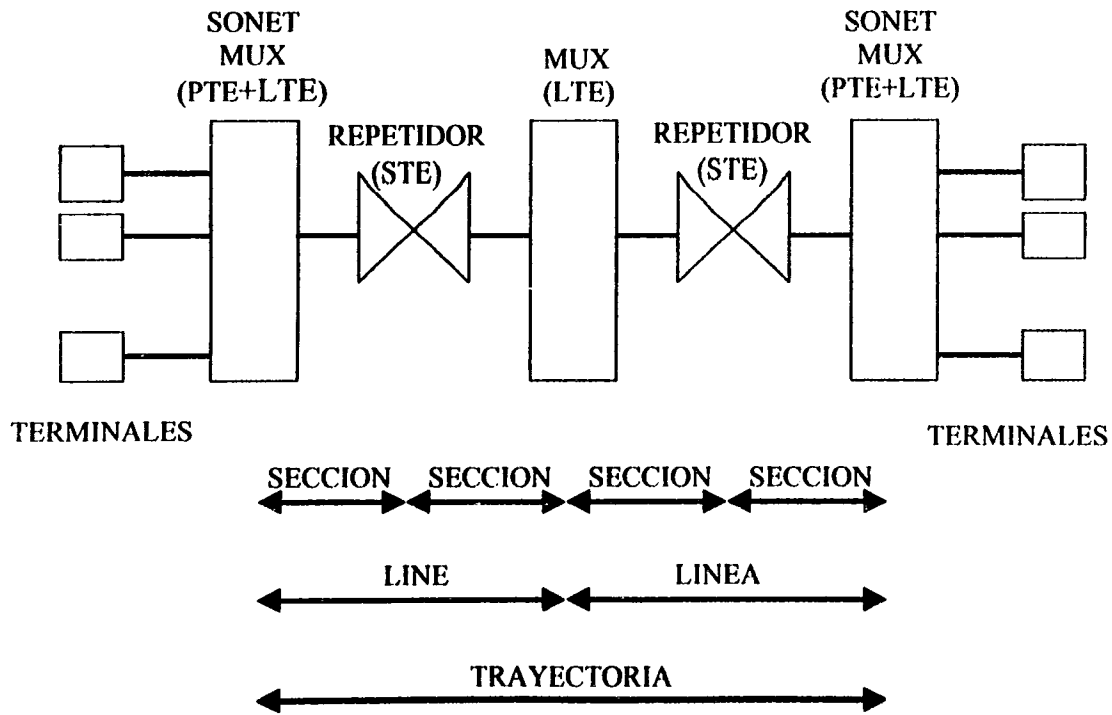 SONET
MUX
(PTE+LTE)
REPETIDOR
(STE)
MUX
(LTE)
REPETIDOR
(STE)
SONET
MUX
(PTE+LTE)
TERMINALES
TERMINALES
SECCION SECCION SECCION SECCION
LINE LINEA
TRAYECTORIA